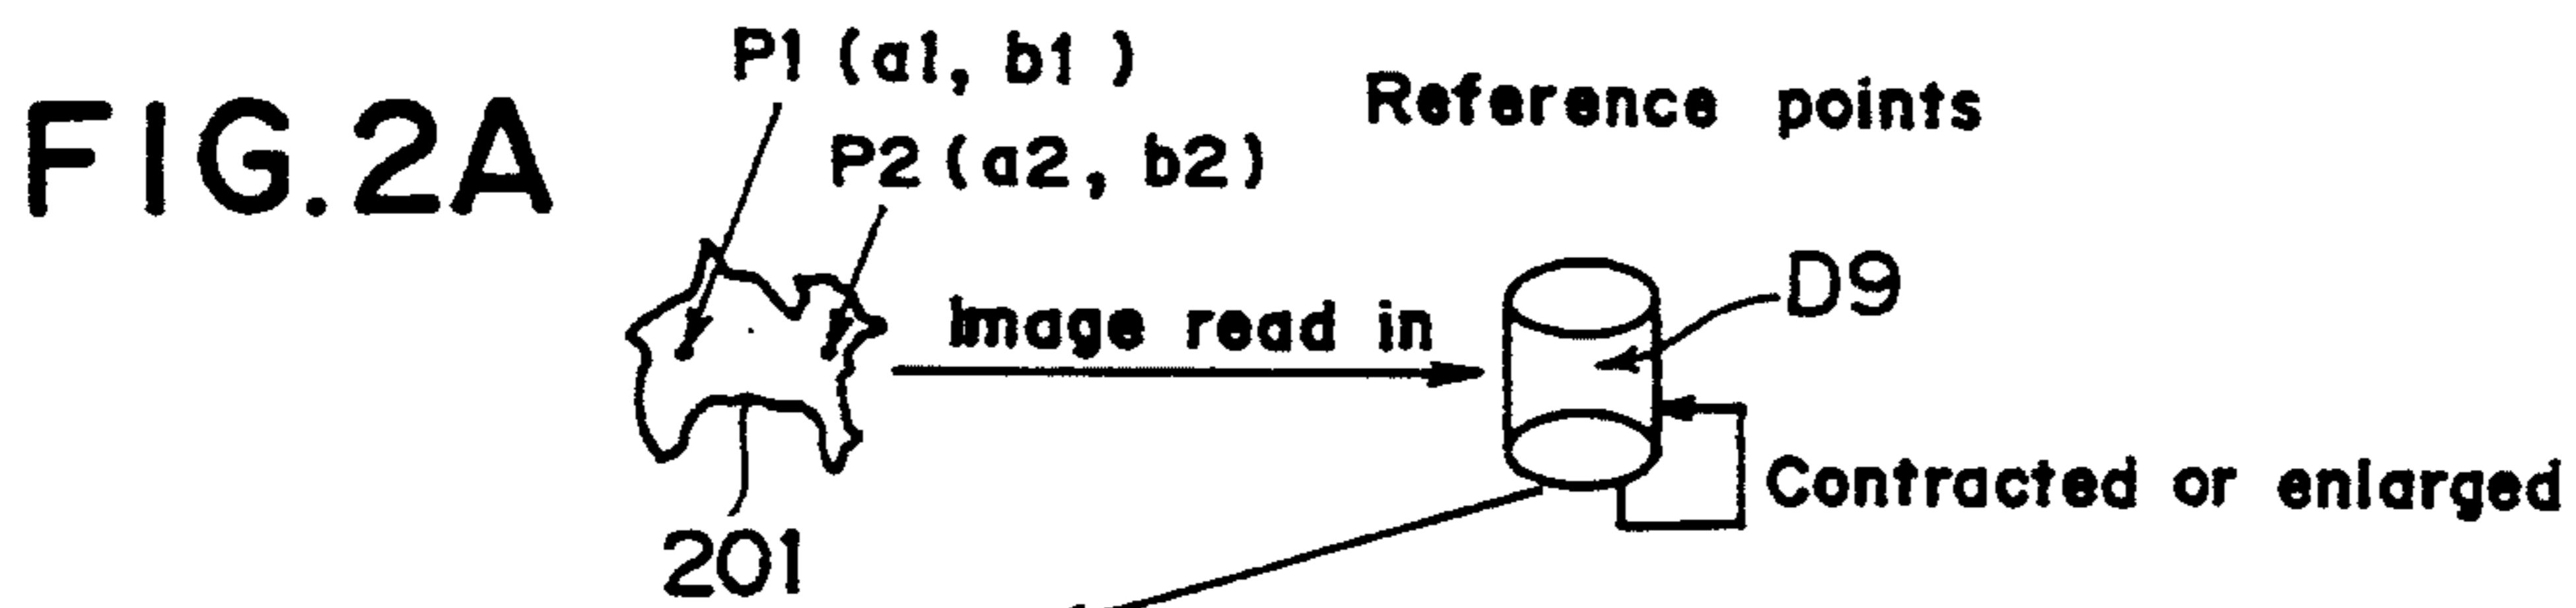 FIG.2A
P1 (a1, b1 )
P2 (a2, b2)
Reference points
Image read in
D9
Contracted or enlarged
201